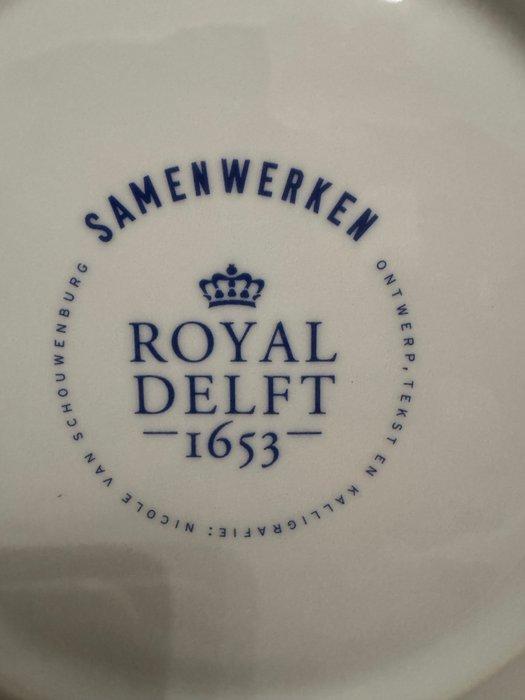 SAMENWERKEN
ROYAL
DELFT
1653
ONTWERP, TEKST EN KALLIGRAFIE: NICOLE VAN SCHOUWENBURG